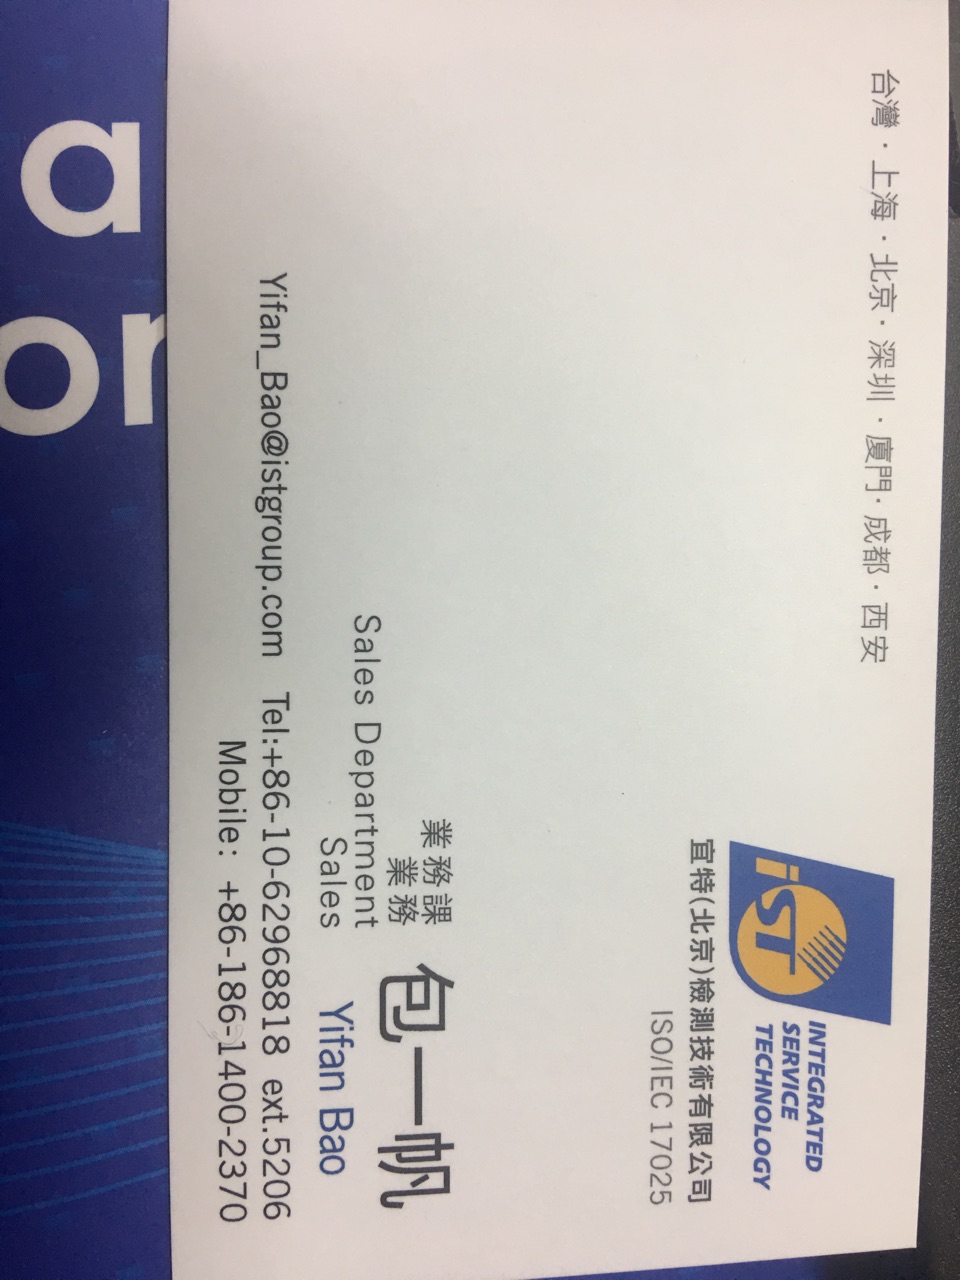 台灣・上海・北京・深圳・廈門・成都・西安
iST
INTEGRATED
SERVICE
TECHNOLOGY
宜特(北京)檢測技術有限公司
ISO/IEC 17025
業務課
業務
包一帆
Sales Department
Sales
Yifan Bao
Yifan_Bao@istgroup.com Tel:+86-10-62968818 ext.5206
Mobile: +86-186-1400-2370
a
or